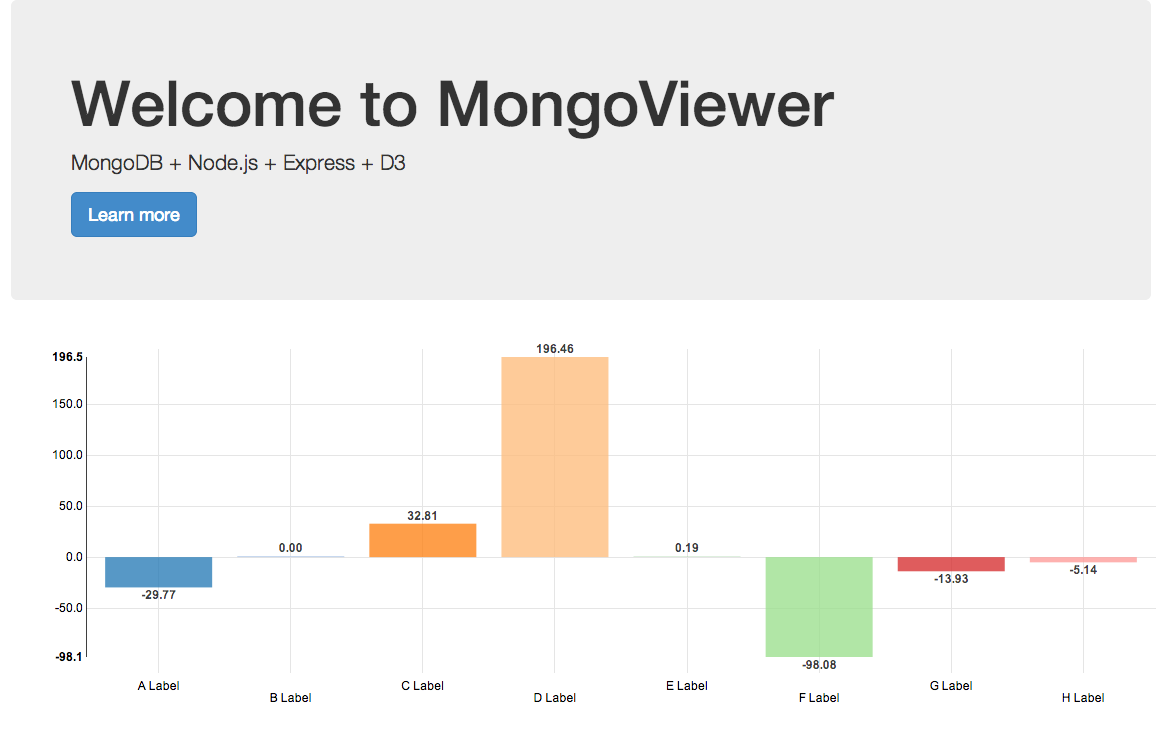 Welcome to MongoViewer
MongoDB + Node.js + Express + D3
Learn more
196.5
150.0
100.0
50.0
0.0
-50.0
-98.1
-29.77
0.00
32.81
196.46
0.19
-98.08
-13.93
-5.14
A Label
B Label
C Label
D Label
E Label
F Label
G Label
H Label